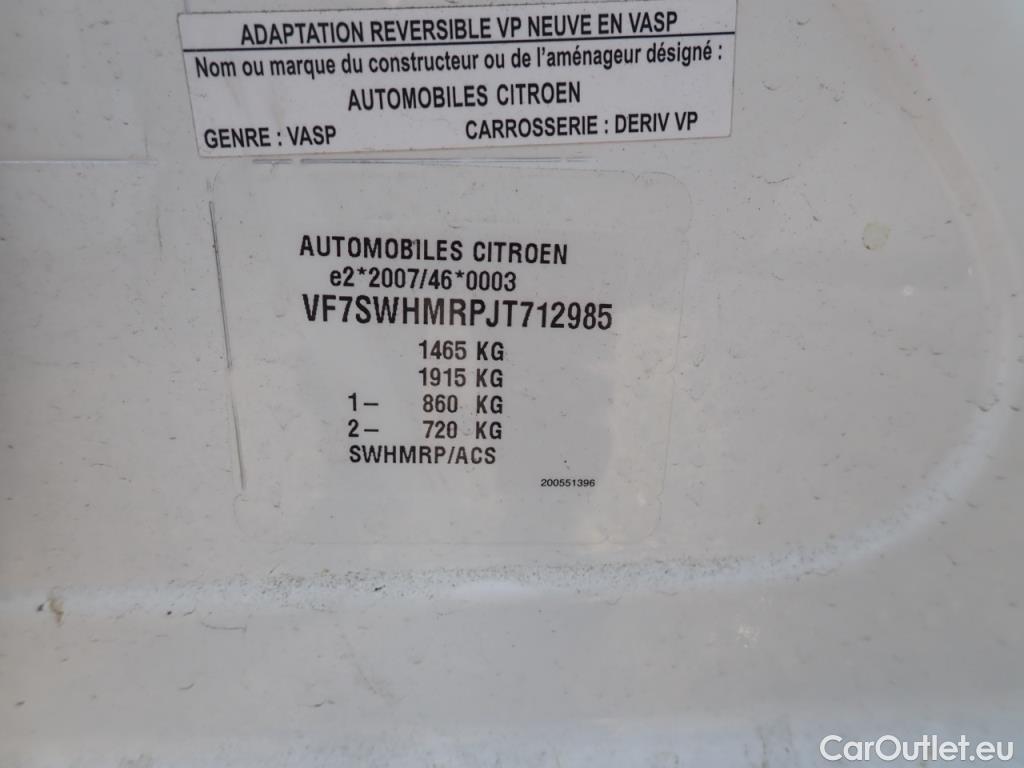 ADAPTATION REVERSIBLE VP NEUVE EN VASP
Nom ou marque du constructeur ou de l'aménageur désigné :
AUTOMOBILES CITROEN
GENRE : VASP CARROSSERIE : DERIV VP
AUTOMOBILES CITROEN
e2*2007/46*0003
VF7SWHMRPJT712985
1465 KG
1915 KG
1- 860 KG
2- 720 KG
SWHMRP/ACS
200551396
CarOutlet.eu